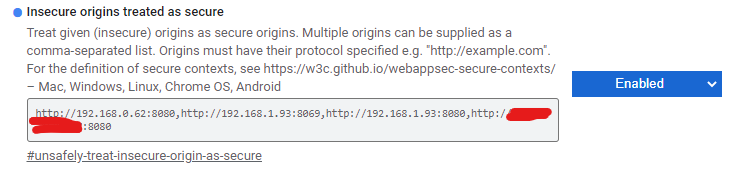 Insecure origins treated as secure
Treat given (insecure) origins as secure origins. Multiple origins can be supplied as a
comma-separated list. Origins must have their protocol specified e.g. "http://example.com".
For the definition of secure contexts, see https://w3c.github.io/webappsec-secure-contexts/
– Mac, Windows, Linux, Chrome OS, Android
Enabled
http://192.168.0.62:8080,http://192.168.1.93:8069,http://192.168.1.93:8080,http:/
:8080
#unsafely-treat-insecure-origin-as-secure